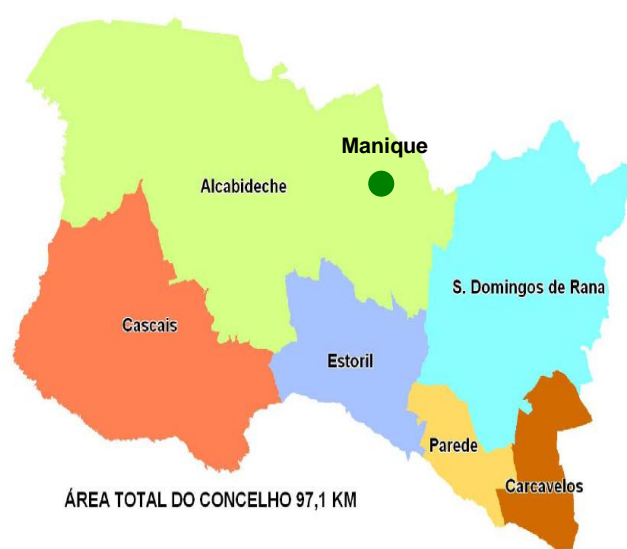 Manique
Alcabideche
S. Domingos de Rana
Cascais
Estoril
Parede
Carcavelos
ÁREA TOTAL DO CONCELHO 97,1 KM